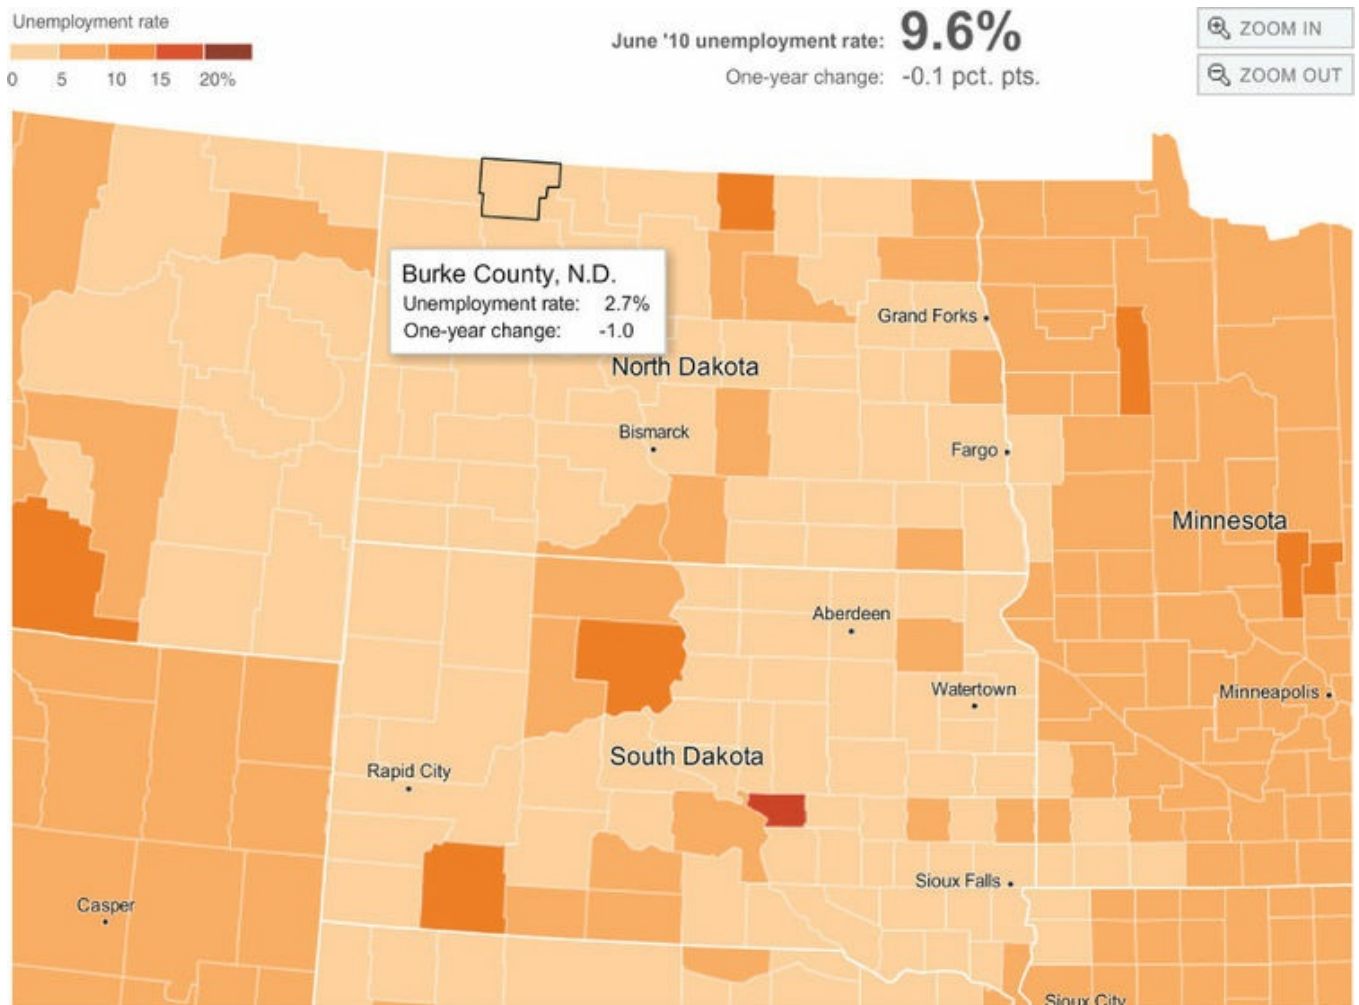 Unemployment rate
0 5 10 15 20%
June '10 unemployment rate: 9.6%
One-year change: -0.1 pct. pts.
ZOOM IN
ZOOM OUT
Burke County, N.D.
Unemployment rate: 2.7%
One-year change: -1.0
Grand Forks
North Dakota
Bismarck
Fargo
Minnesota
Aberdeen
Watertown
Minneapolis
South Dakota
Rapid City
Sioux Falls
Casper
Sioux City